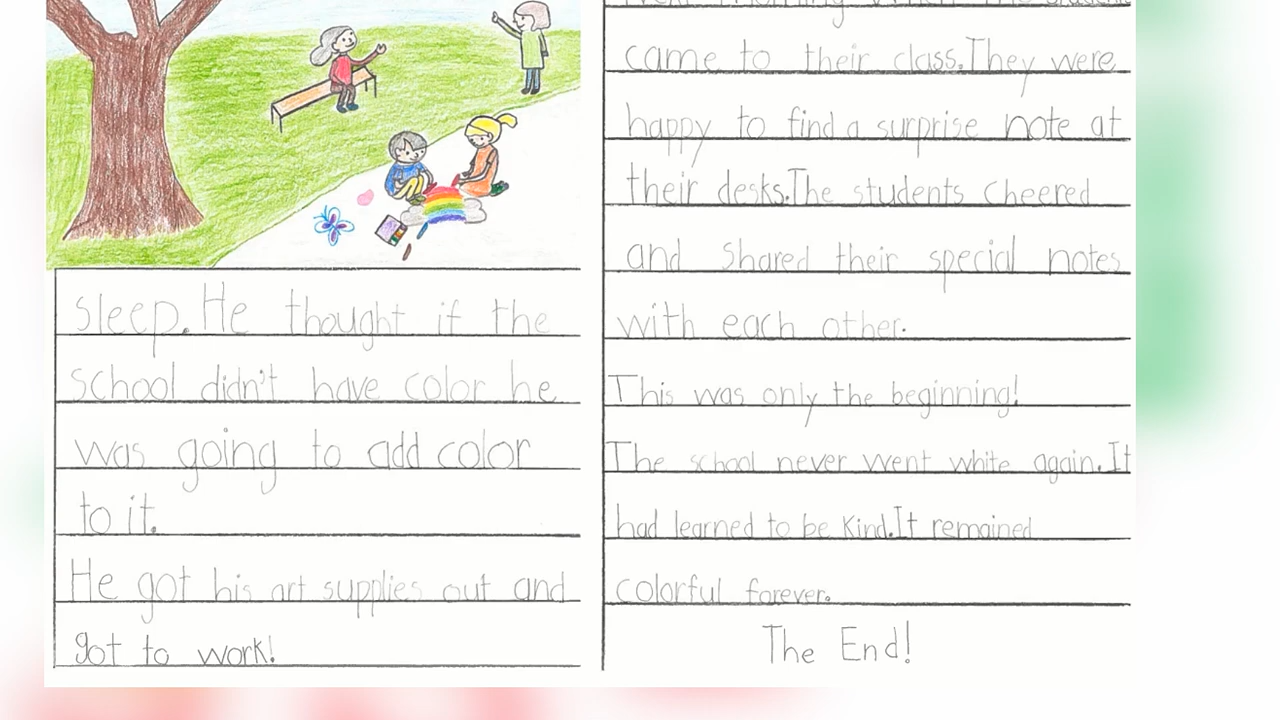 sleep.He thought if the
school didn't have color he
was going to add color
to it.
He got his art supplies out and
got to work!
came to their class.They were
happy to find a surprise note at
their desks.The students cheered
and shared their special notes
with each other.
This was only the beginning!
The school never went white again.It
had learned to be kind.It remained
colorful forever.
The End!